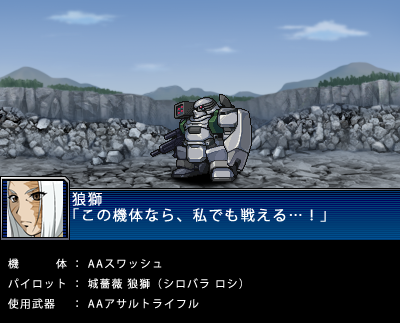 狼獅
「この機体なら、私でも戦える…！」
機　　体 ： AAスワッシュ
パイロット ： 城薔薇 狼獅（シロバラ ロシ）
使用武器 ： AAアサルトライフル